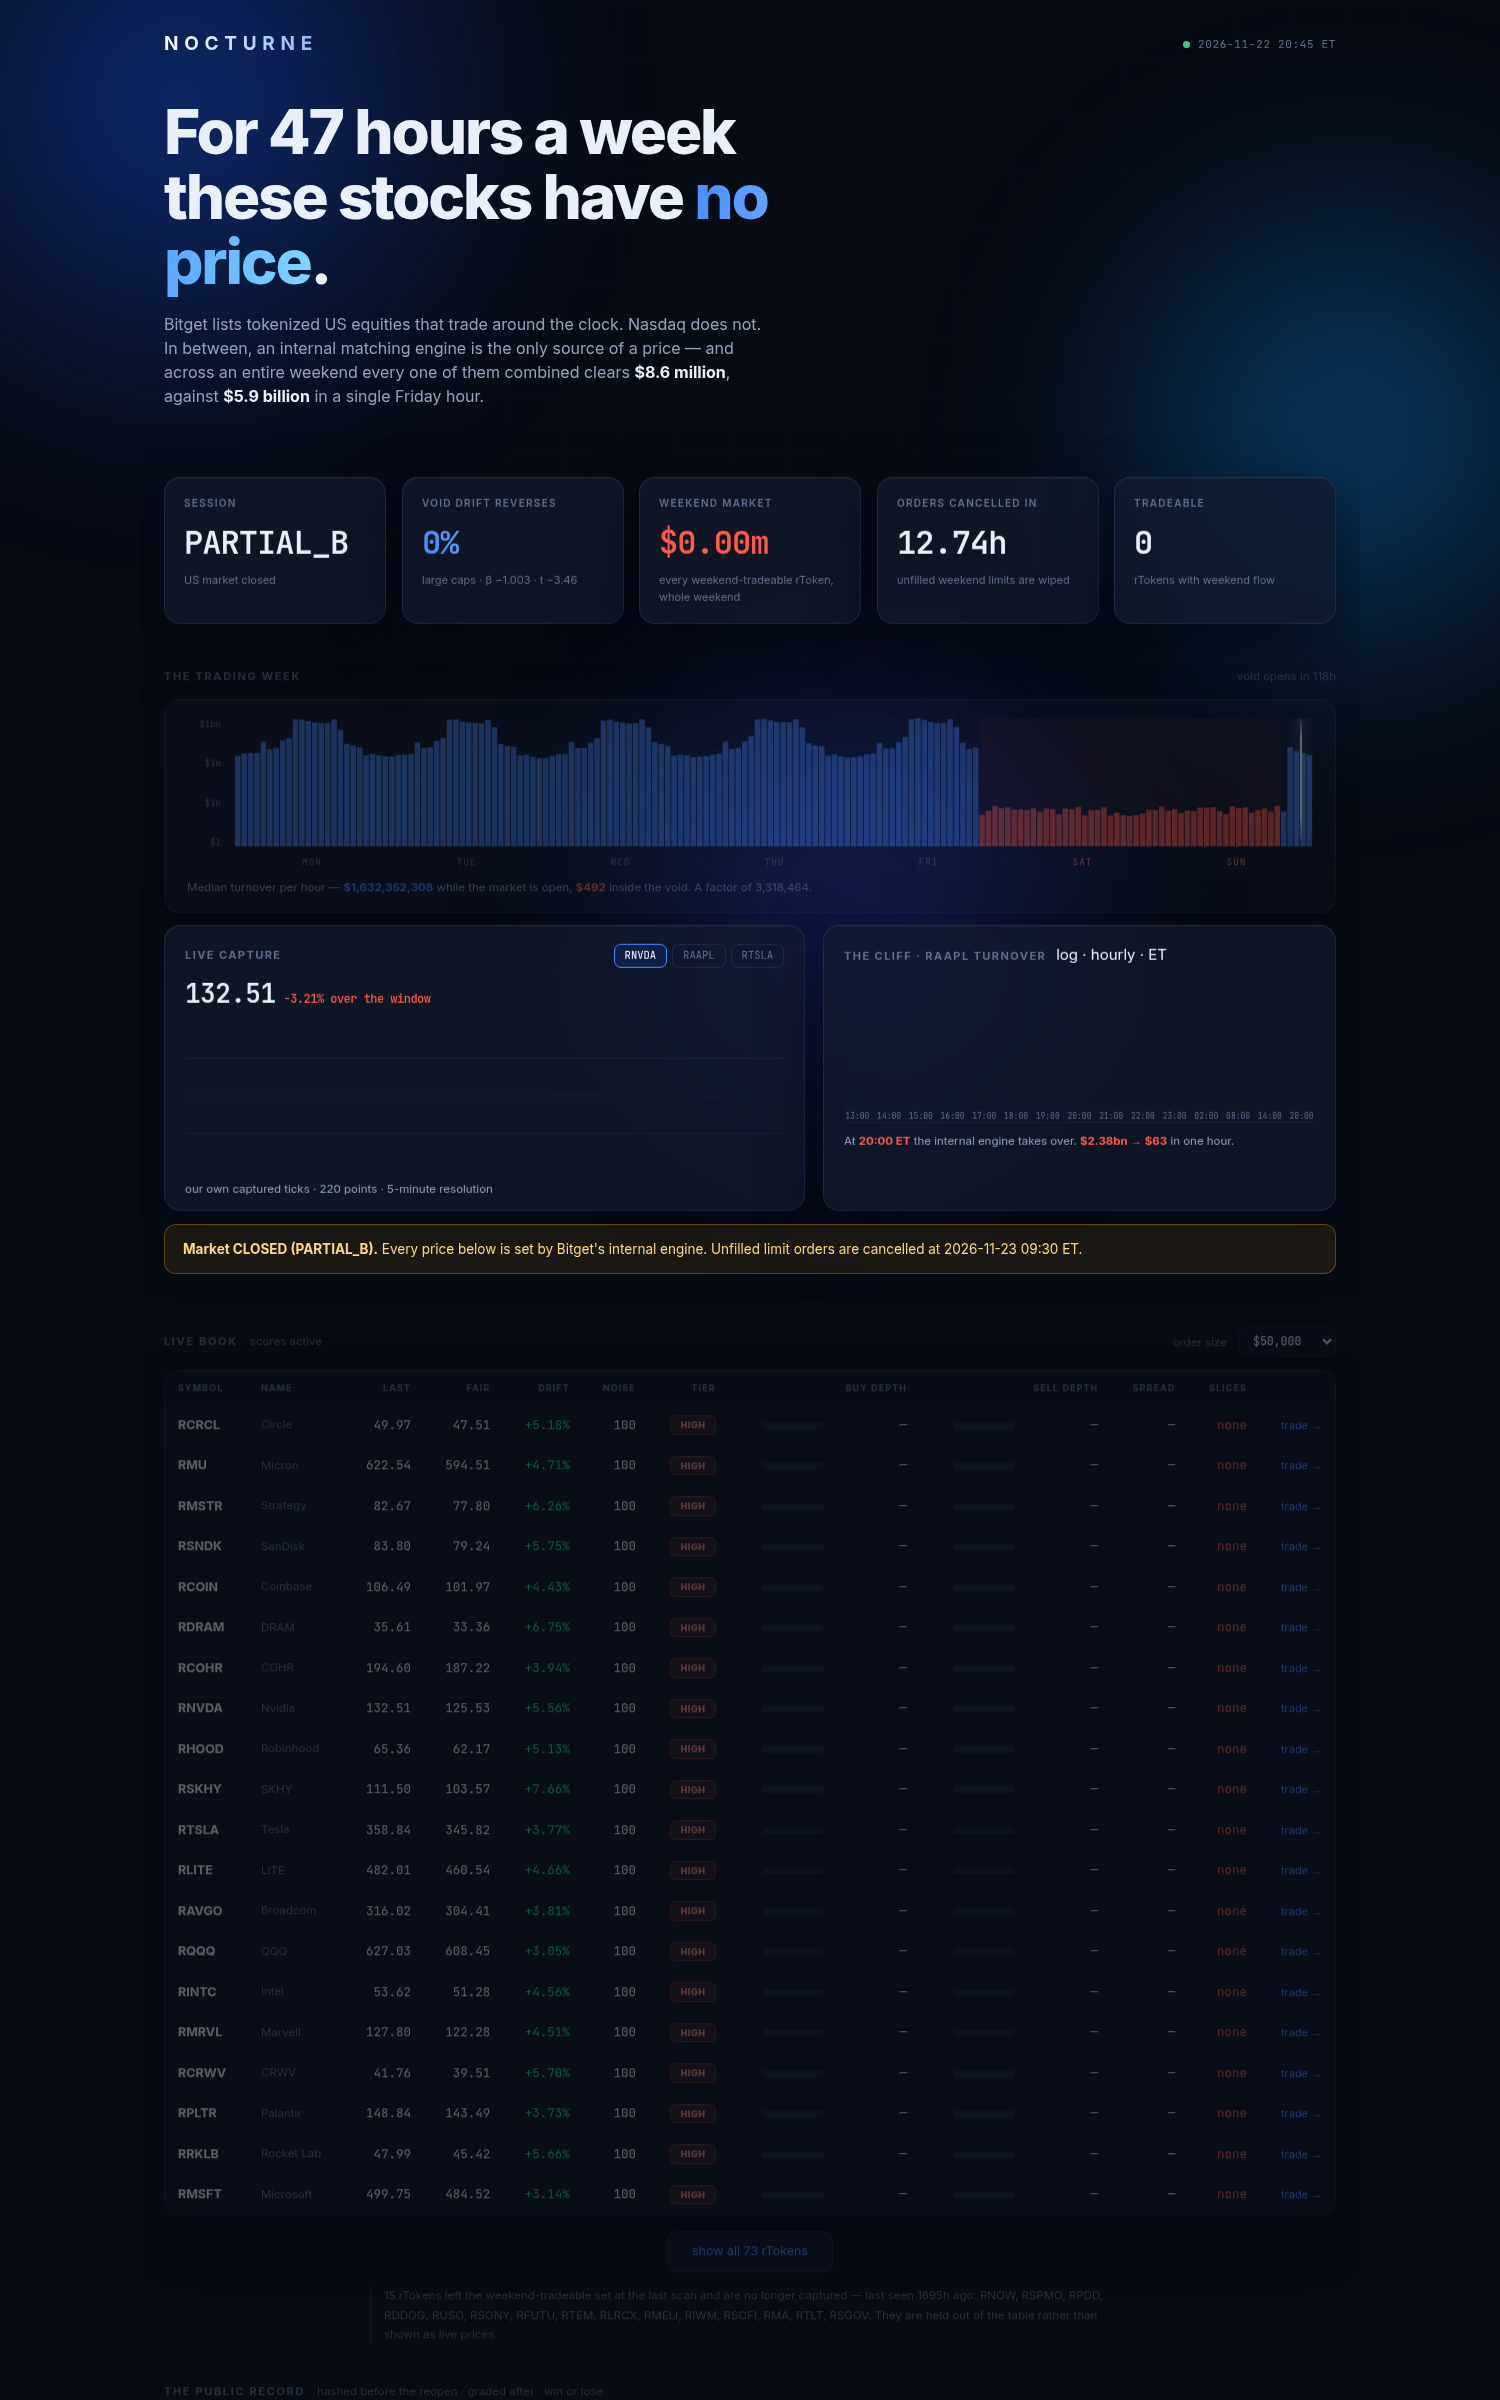 NOCTURNE
2026-11-22 20:45 ET
For 47 hours a week
these stocks have no
price.
Bitget lists tokenized US equities that trade around the clock. Nasdaq does not.
In between, an internal matching engine is the only source of a price — and
across an entire weekend every one of them combined clears $8.6 million,
against $5.9 billion in a single Friday hour.
SESSION
PARTIAL_B
US market closed
VOID DRIFT REVERSES
0%
large caps · β −1.003 · t −3.46
WEEKEND MARKET
$0.00m
every weekend-tradeable rToken,
whole weekend
ORDERS CANCELLED IN
12.74h
unfilled weekend limits are wiped
TRADEABLE
0
rTokens with weekend flow
THE TRADING WEEK
void opens in 118h
$1bn
$1m
$1k
$1
MON TUE WED THU FRI SAT SUN
Median turnover per hour — $1,632,352,308 while the market is open, $492 inside the void. A factor of 3,318,464.
LIVE CAPTURE
RNVDA RAAPL RTSLA
132.51 -3.21% over the window
our own captured ticks · 220 points · 5-minute resolution
THE CLIFF · RAAPL TURNOVER log · hourly · ET
13:00 14:00 15:00 16:00 17:00 18:00 19:00 20:00 21:00 22:00 23:00 02:00 08:00 14:00 20:00
At 20:00 ET the internal engine takes over. $2.38bn → $63 in one hour.
Market CLOSED (PARTIAL_B). Every price below is set by Bitget's internal engine. Unfilled limit orders are cancelled at 2026-11-23 09:30 ET.
LIVE BOOK scores active
order size $50,000
SYMBOL NAME LAST FAIR DRIFT NOISE TIER BUY DEPTH SELL DEPTH SPREAD SLICES
RCRCL Circle 49.97 47.51 +5.18% 100 HIGH — — — none trade →
RMU Micron 622.54 594.51 +4.71% 100 HIGH — — — none trade →
RMSTR Strategy 82.67 77.80 +6.26% 100 HIGH — — — none trade →
RSNDK SanDisk 83.80 79.24 +5.75% 100 HIGH — — — none trade →
RCOIN Coinbase 106.49 101.97 +4.43% 100 HIGH — — — none trade →
RDRAM DRAM 35.61 33.36 +6.75% 100 HIGH — — — none trade →
RCOHR COHR 194.60 187.22 +3.94% 100 HIGH — — — none trade →
RNVDA Nvidia 132.51 125.53 +5.56% 100 HIGH — — — none trade →
RHOOD Robinhood 65.36 62.17 +5.13% 100 HIGH — — — none trade →
RSKHY SKHY 111.50 103.57 +7.66% 100 HIGH — — — none trade →
RTSLA Tesla 358.84 345.82 +3.77% 100 HIGH — — — none trade →
RLITE LITE 482.01 460.54 +4.66% 100 HIGH — — — none trade →
RAVGO Broadcom 316.02 304.41 +3.81% 100 HIGH — — — none trade →
RQQQ QQQ 627.03 608.45 +3.05% 100 HIGH — — — none trade →
RINTC Intel 53.62 51.28 +4.56% 100 HIGH — — — none trade →
RMRVL Marvell 127.80 122.28 +4.51% 100 HIGH — — — none trade →
RCRWV CRWV 41.76 39.51 +5.70% 100 HIGH — — — none trade →
RPLTR Palantir 148.84 143.49 +3.73% 100 HIGH — — — none trade →
RRKLB Rocket Lab 47.99 45.42 +5.66% 100 HIGH — — — none trade →
RMSFT Microsoft 499.75 484.52 +3.14% 100 HIGH — — — none trade →
show all 73 rTokens
15 rTokens left the weekend-tradeable set at the last scan and are no longer captured — last seen 1695h ago: RNOW, RSPMO, RPDD,
RDDOG, RUSO, RSONY, RFUTU, RTEM, RLRCX, RMELI, RIWM, RSOFI, RMA, RTLT, RSGOV. They are held out of the table rather than
shown as live prices.
THE PUBLIC RECORD hashed before the reopen · graded after · win or lose